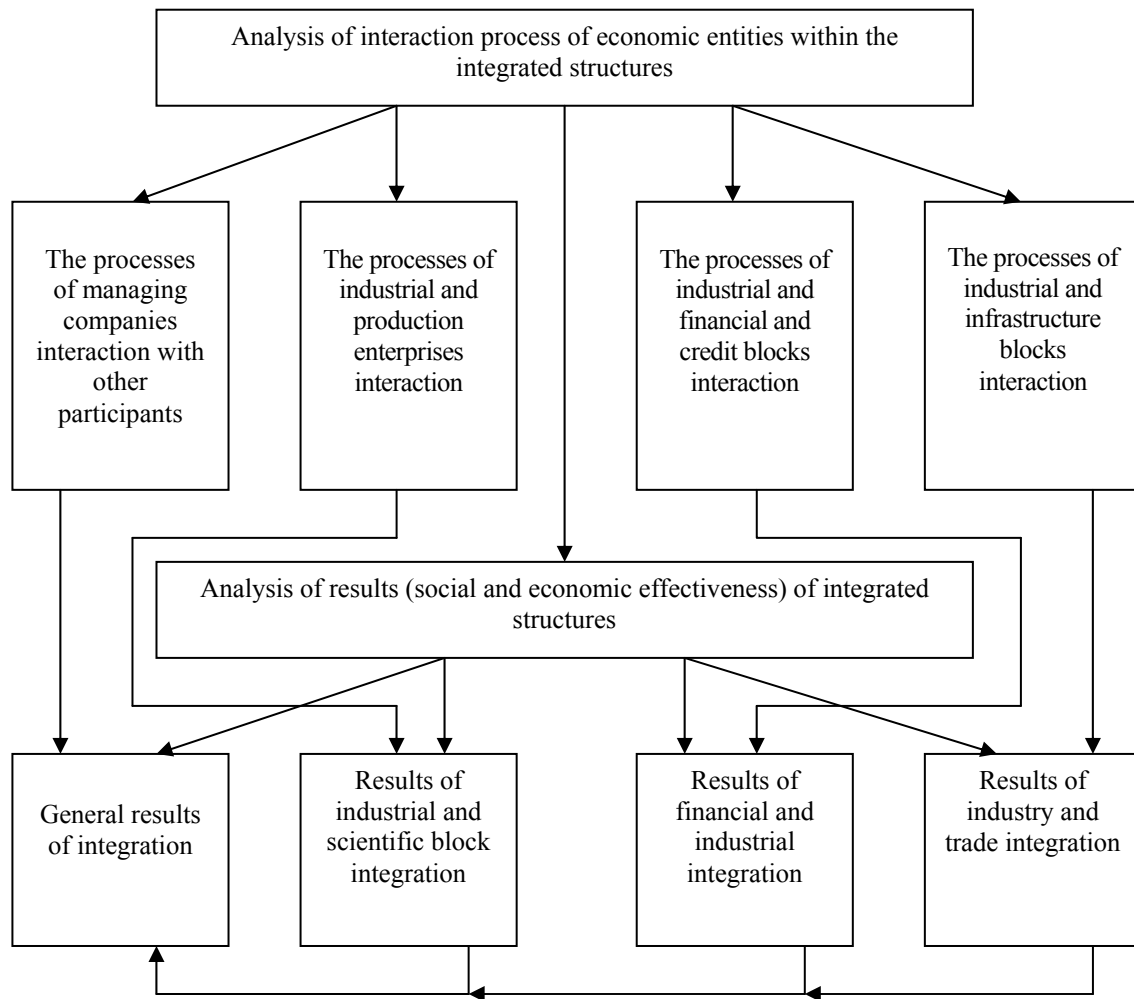 Analysis of interaction process of economic entities within the
integrated structures
The processes
of managing
companies
interaction with
other
participants
The processes of
industrial and
production
enterprises
interaction
The processes of
industrial and
financial and
credit blocks
interaction
The processes of
industrial and
infrastructure
blocks
interaction
Analysis of results (social and economic effectiveness) of integrated
structures
General results
of integration
Results of
industrial and
scientific block
integration
Results of
financial and
industrial
integration
Results of
industry and
trade integration